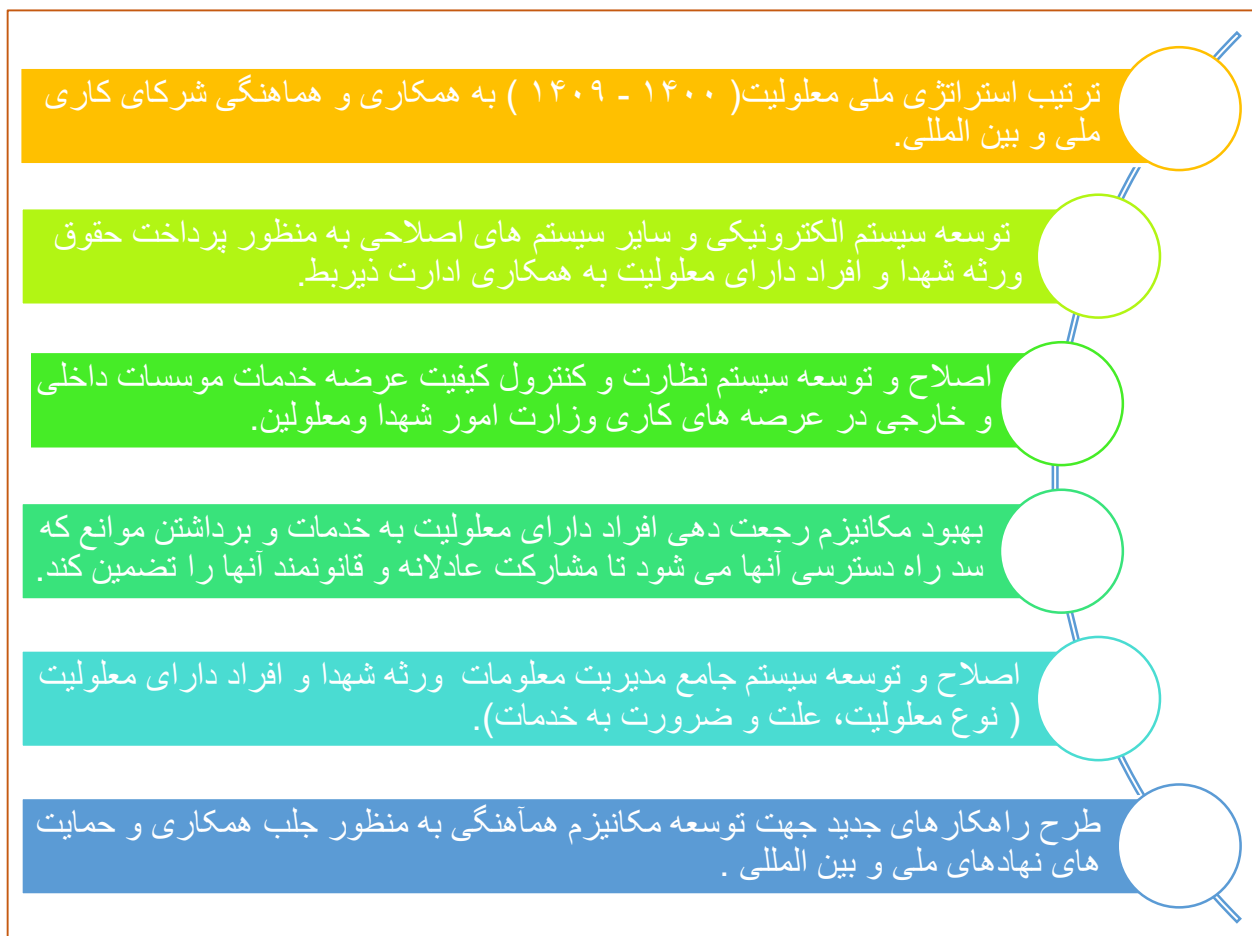 ترتیب استراتژی ملی معلولیت( ۱۴۰۰ - ۱۴۰۹ ) به همکاری و هماهنگی شرکای کاری
ملی و بین المللی.
توسعه سیستم الکترونیکی و سایر سیستم های اصلاحی به منظور پرداخت حقوق
ورثه شهدا و افراد دارای معلولیت به همکاری ادارت ذیربط.
اصلاح و توسعه سیستم نظارت و کنترول کیفیت عرضه خدمات موسسات داخلی
و خارجی در عرصه های کاری وزارت امور شهدا ومعلولین.
بهبود مکانیزم رجعت دهی افراد دارای معلولیت به خدمات و برداشتن موانع که
سد راه دسترسی آنها می شود تا مشارکت عادلانه و قانونمند آنها را تضمین کند.
اصلاح و توسعه سیستم جامع مدیریت معلومات ورثه شهدا و افراد دارای معلولیت
( نوع معلولیت، علت و ضرورت به خدمات).
طرح راهکارهای جدید جهت توسعه مکانیزم همآهنگی به منظور جلب همکاری و حمایت
های نهادهای ملی و بین المللی .